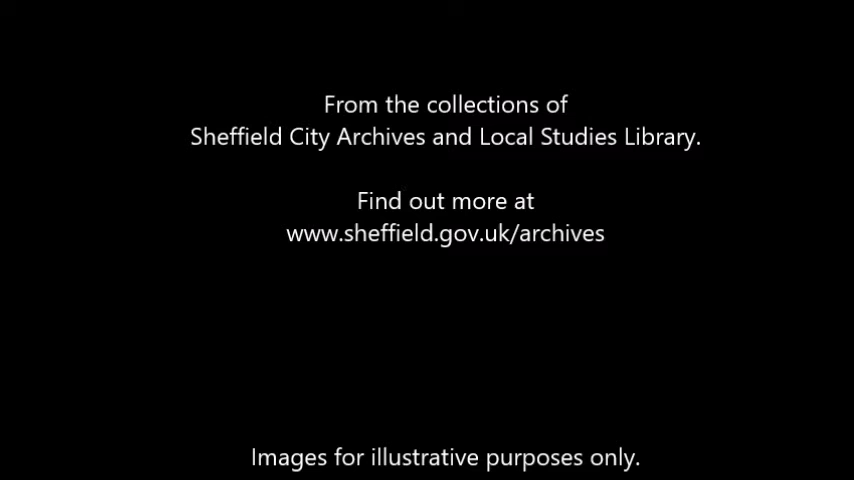 From the collections of
Sheffield City Archives and Local Studies Library.
Find out more at
www.sheffield.gov.uk/archives
Images for illustrative purposes only.